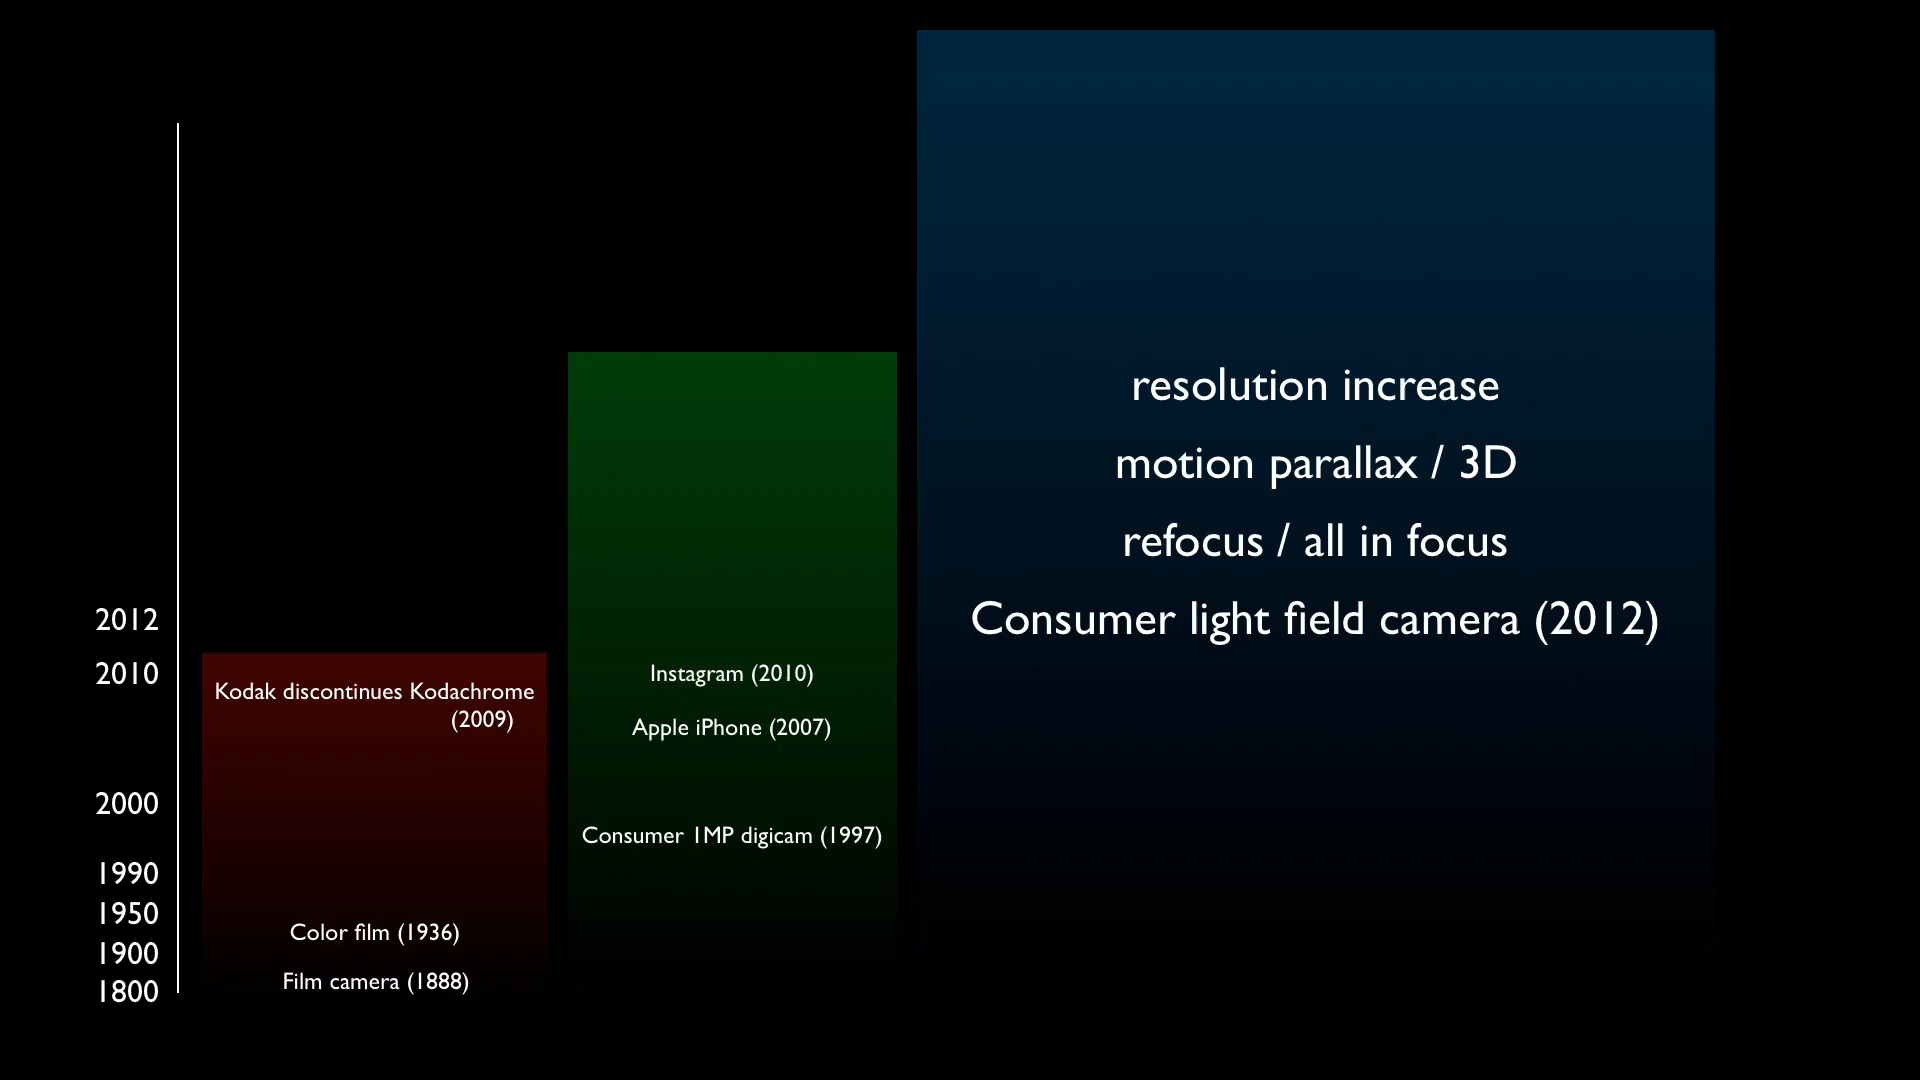 2012
2010
2000
1990
1950
1900
1800
Kodak discontinues Kodachrome
(2009)
Color film (1936)
Film camera (1888)
Instagram (2010)
Apple iPhone (2007)
Consumer 1MP digicam (1997)
resolution increase
motion parallax / 3D
refocus / all in focus
Consumer light field camera (2012)